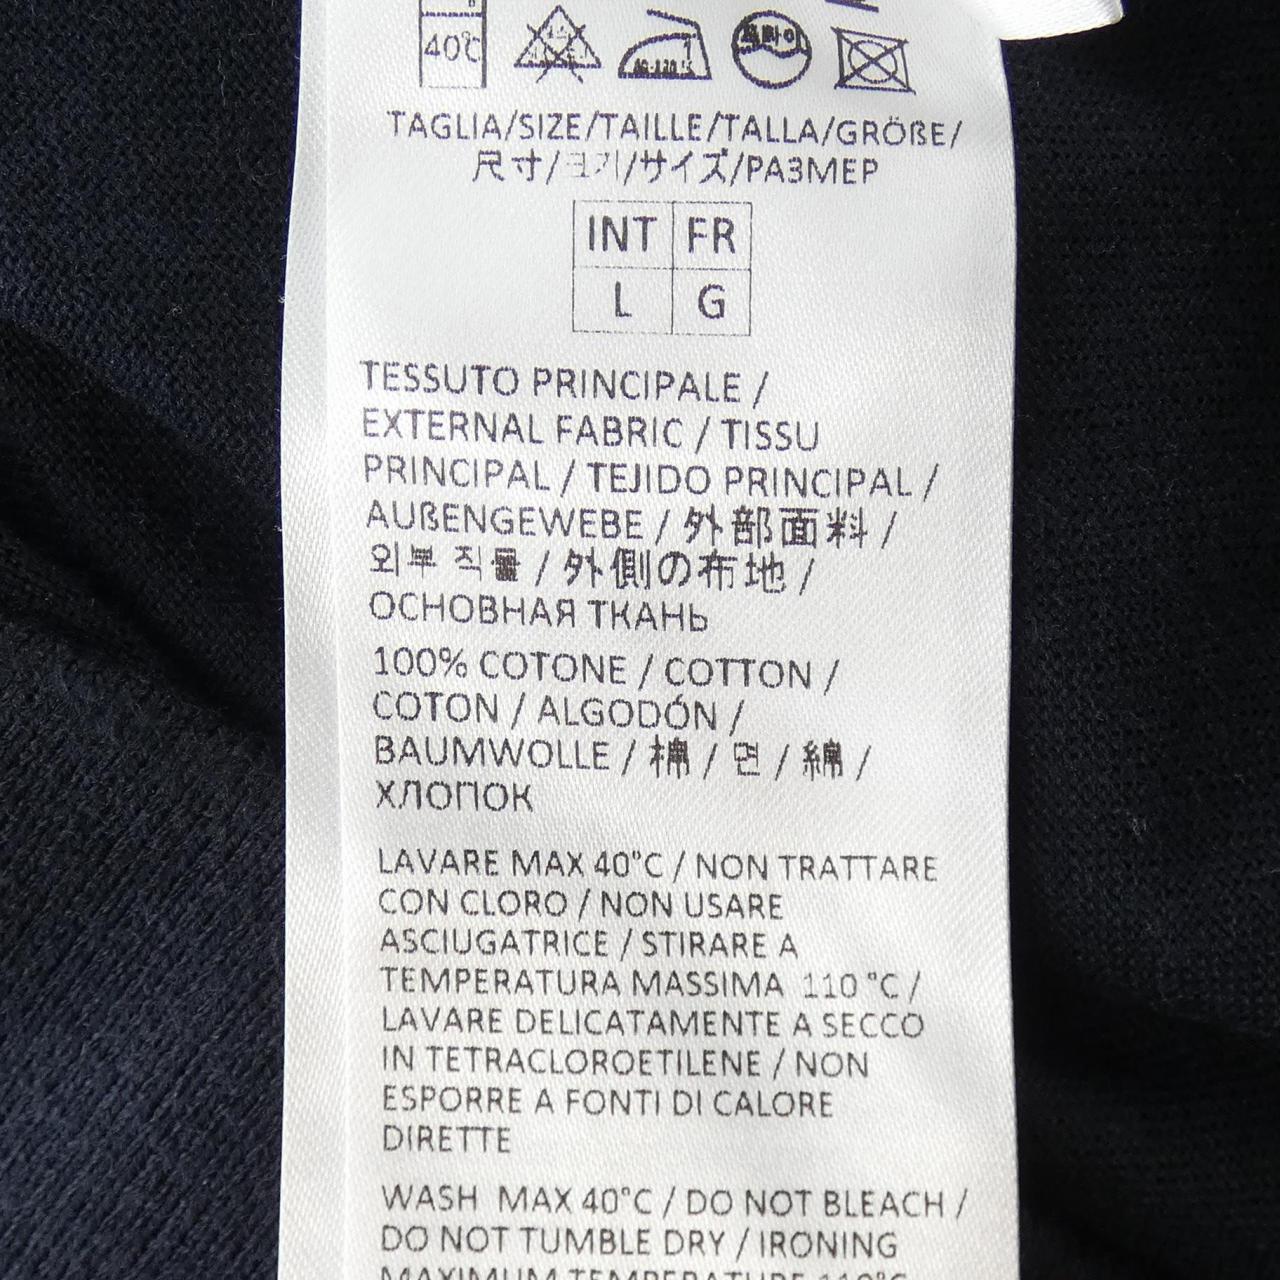 40℃
TAGLIA/SIZE/TAILLE/TALLA/GRÖßE/
尺寸/크기/サイズ/РАЗМЕР
INT FR
L G
TESSUTO PRINCIPALE /
EXTERNAL FABRIC / TISSU
PRINCIPAL / TEJIDO PRINCIPAL /
AUßENGEWEBE / 外部面料 /
외부 직물 / 外側の布地 /
ОСНОВНАЯ ТКАНЬ
100% COTONE / COTTON /
COTON / ALGODÓN /
BAUMWOLLE / 棉 / 면 / 綿 /
ХЛОПОК
LAVARE MAX 40°C / NON TRATTARE
CON CLORO / NON USARE
ASCIUGATRICE / STIRARE A
TEMPERATURA MASSIMA 110 °C /
LAVARE DELICATAMENTE A SECCO
IN TETRACLOROETILENE / NON
ESPORRE A FONTI DI CALORE
DIRETTE
WASH MAX 40°C / DO NOT BLEACH /
DO NOT TUMBLE DRY / IRONING
MAXIMUM TEMPERATURE 110°C